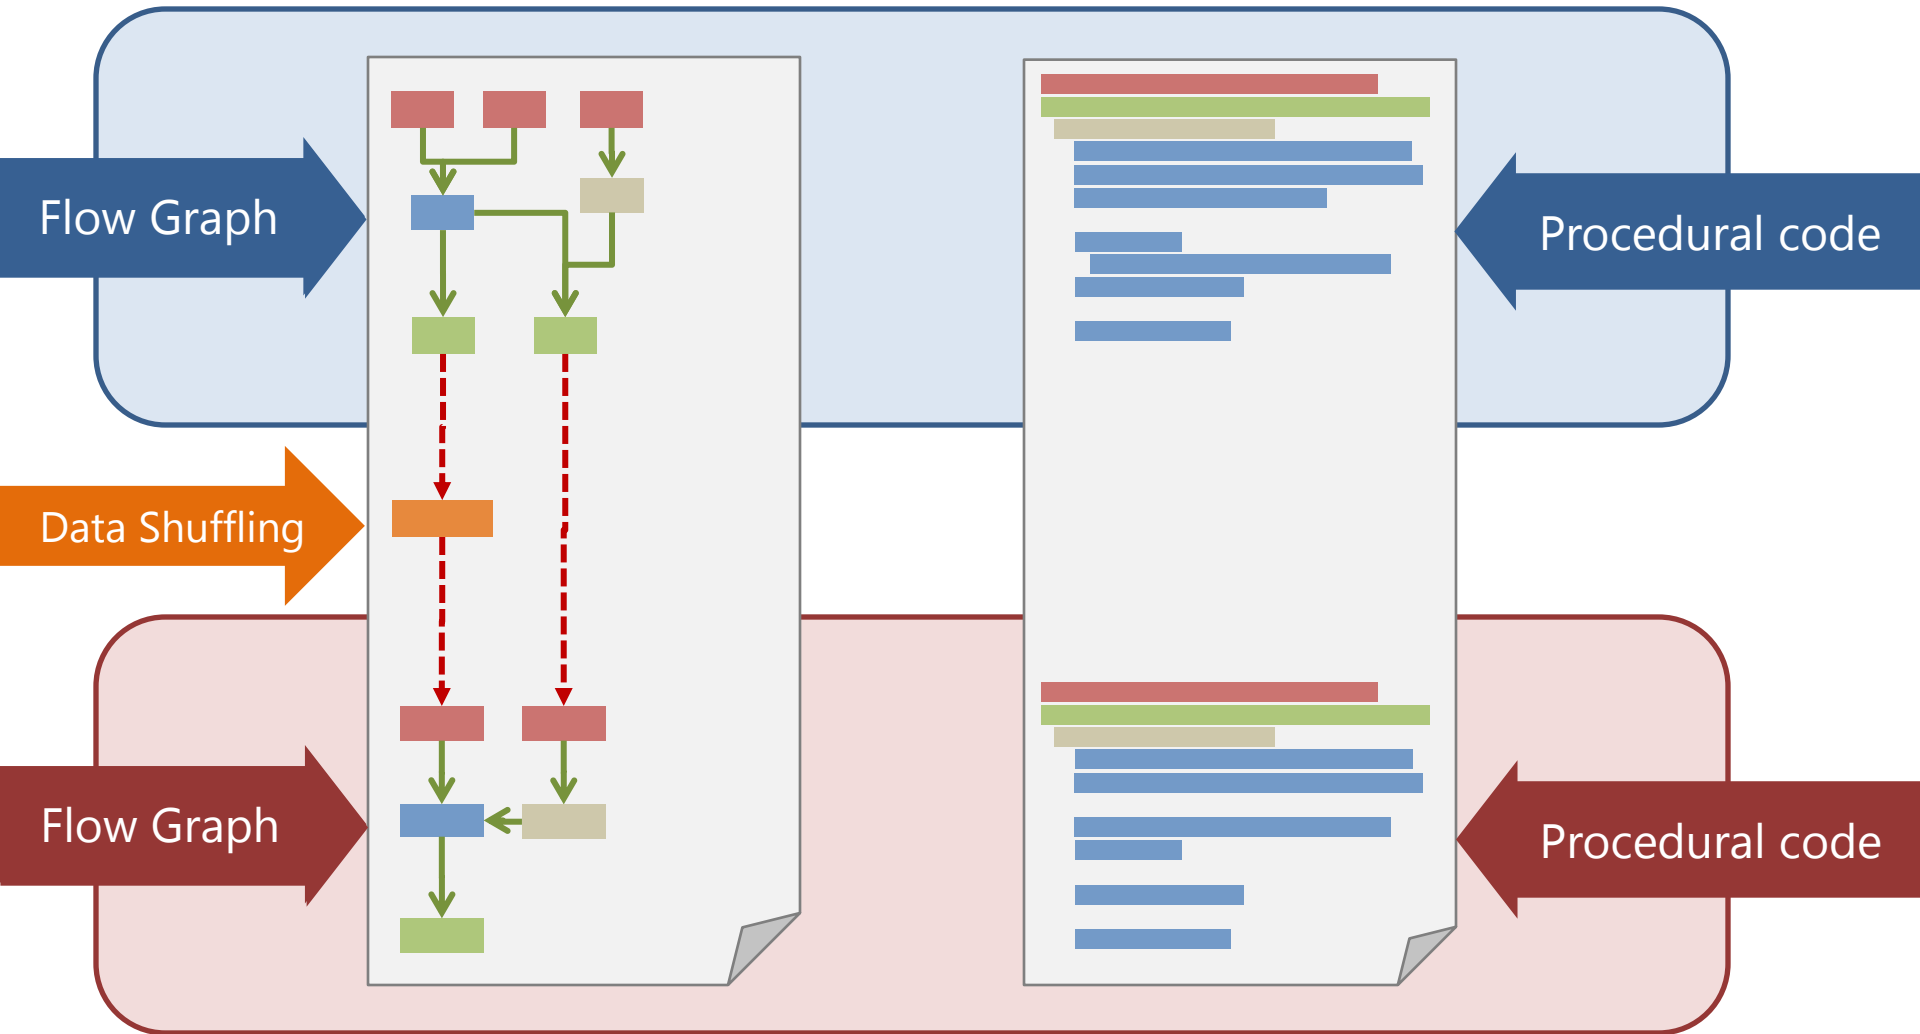 Flow Graph
Procedural code
Data Shuffling
Flow Graph
Procedural code